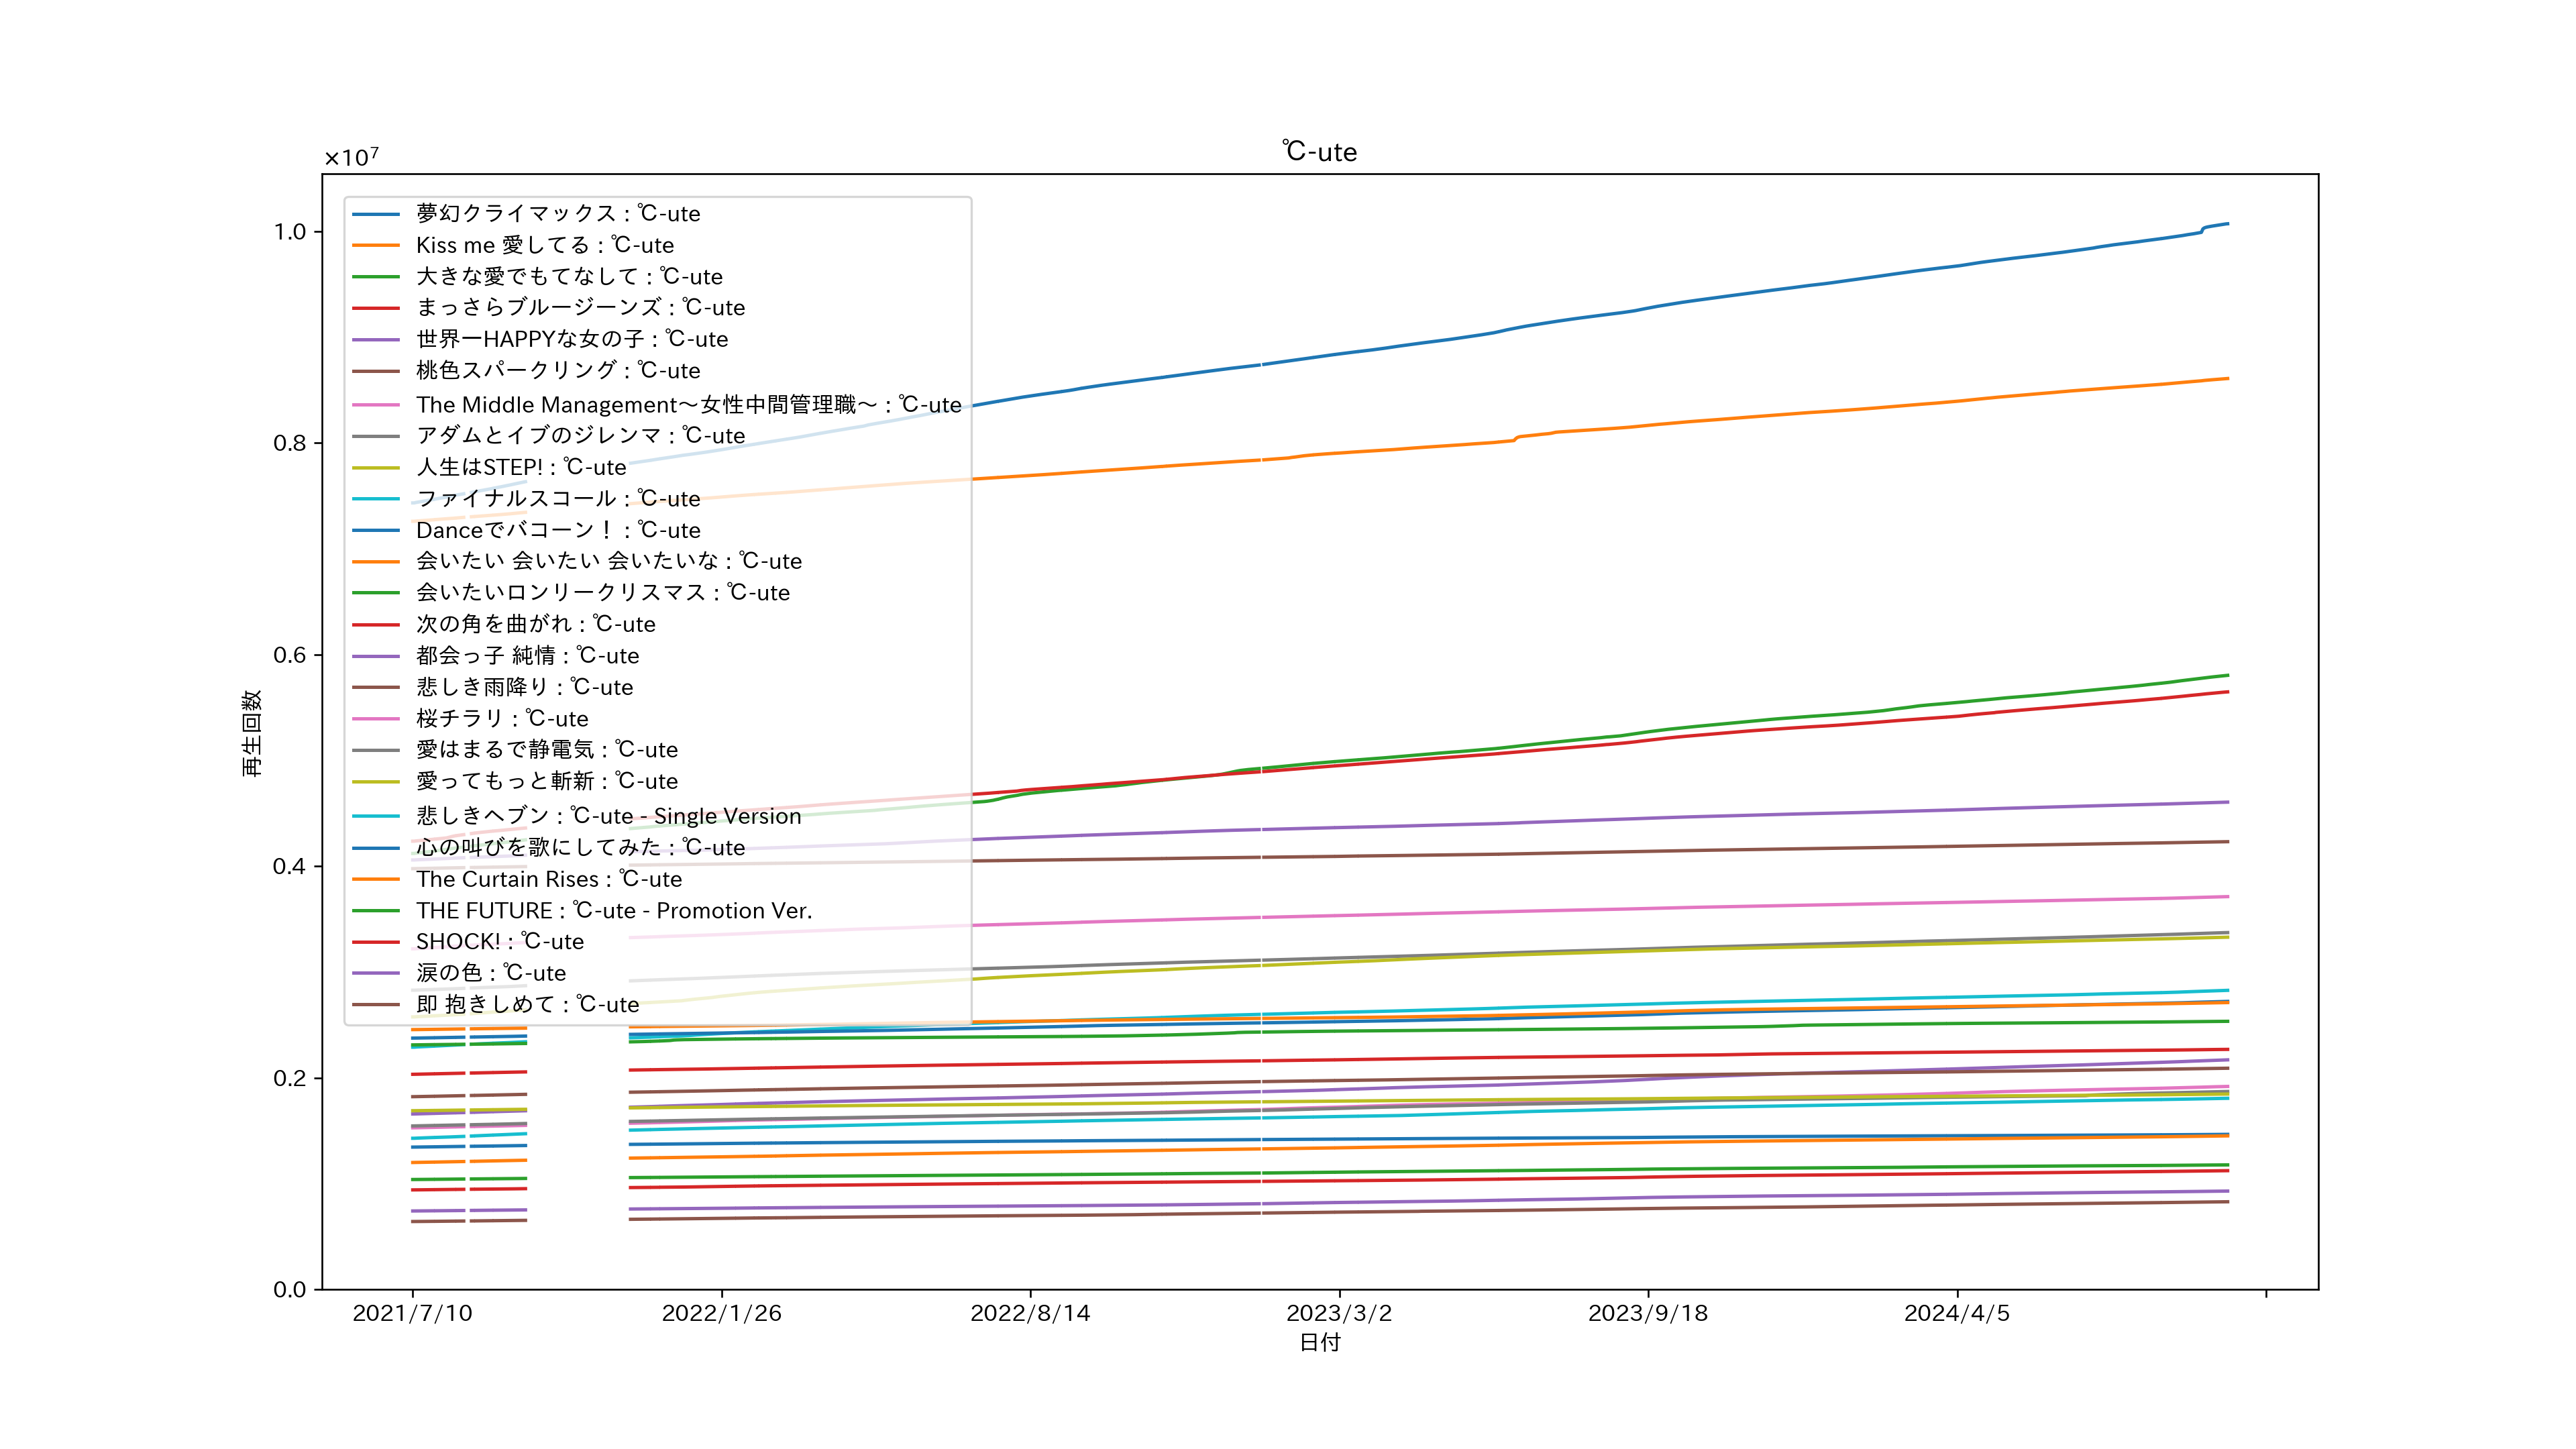 ℃-ute
×10⁷
1.0
0.8
0.6
0.4
0.2
0.0
再生回数
夢幻クライマックス : ℃-ute
Kiss me 愛してる : ℃-ute
大きな愛でもてなして : ℃-ute
まっさらブルージーンズ : ℃-ute
世界一HAPPYな女の子 : ℃-ute
桃色スパークリング : ℃-ute
The Middle Management〜女性中間管理職〜 : ℃-ute
アダムとイブのジレンマ : ℃-ute
人生はSTEP! : ℃-ute
ファイナルスコール : ℃-ute
Danceでバコーン！ : ℃-ute
会いたい 会いたい 会いたいな : ℃-ute
会いたいロンリークリスマス : ℃-ute
次の角を曲がれ : ℃-ute
都会っ子 純情 : ℃-ute
悲しき雨降り : ℃-ute
桜チラリ : ℃-ute
愛はまるで静電気 : ℃-ute
愛ってもっと斬新 : ℃-ute
悲しきヘブン : ℃-ute - Single Version
心の叫びを歌にしてみた : ℃-ute
The Curtain Rises : ℃-ute
THE FUTURE : ℃-ute - Promotion Ver.
SHOCK! : ℃-ute
涙の色 : ℃-ute
即 抱きしめて : ℃-ute
2021/7/10
2022/1/26
2022/8/14
2023/3/2
2023/9/18
2024/4/5
日付